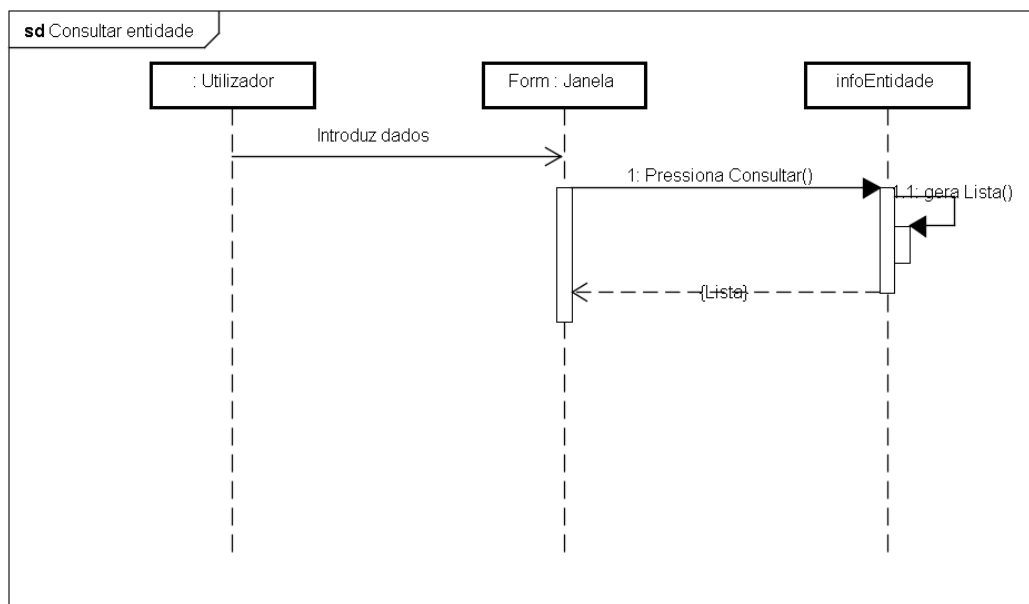 sd Consultar entidade
: Utilizador
Form : Janela
infoEntidade
Introduz dados
1: Pressiona Consultar()
1.1: gera Lista()
{Lista}